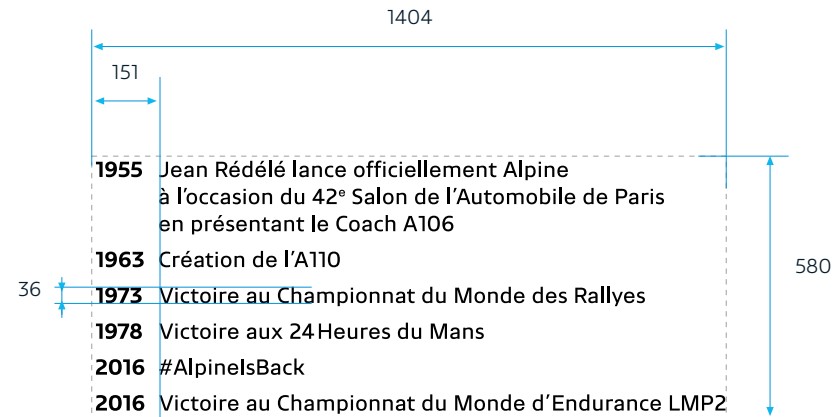 1404
151
1955 Jean Rédélé lance officiellement Alpine
à l'occasion du 42e Salon de l'Automobile de Paris
en présentant le Coach A106
1963 Création de l'A110
580
36
1973 Victoire au Championnat du Monde des Rallyes
1978 Victoire aux 24 Heures du Mans
2016 #AlpineIsBack
2016 Victoire au Championnat du Monde d'Endurance LMP2